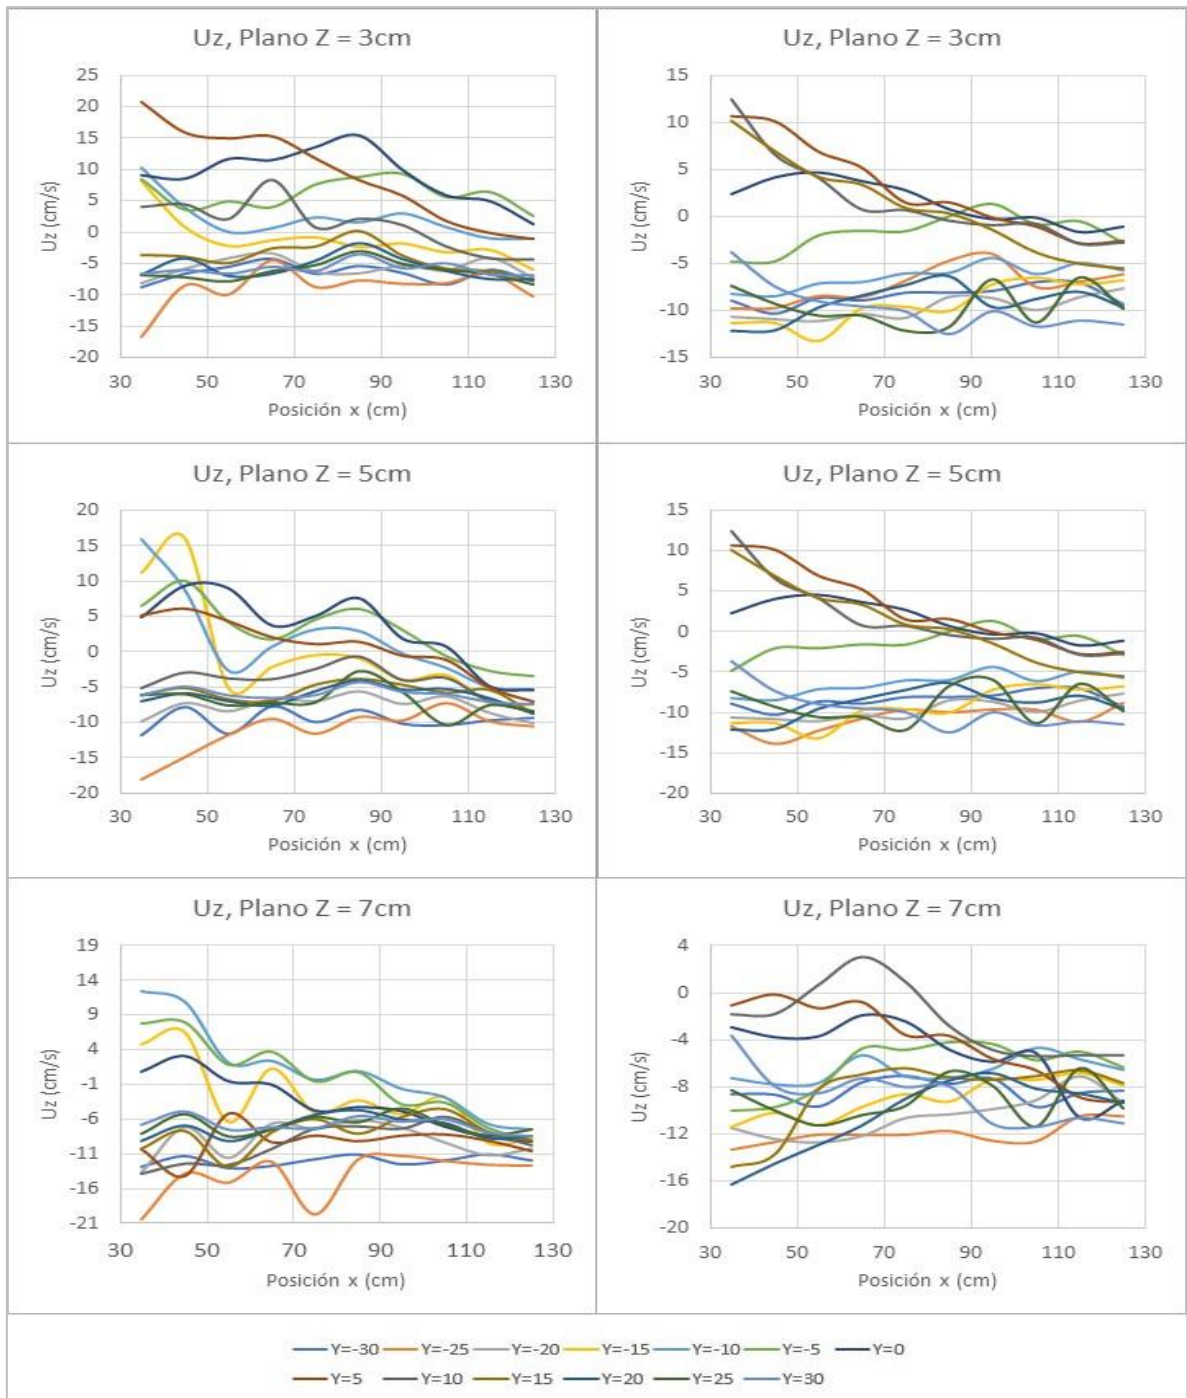 Uz, Plano Z = 3cm
25
20
15
10
5
0
-5
-10
-15
-20
Uz (cm/s)
30 50 70 90 110 130
Posición x (cm)
Uz, Plano Z = 3cm
15
10
5
0
-5
-10
-15
Uz (cm/s)
30 50 70 90 110 130
Posición x (cm)
Uz, Plano Z = 5cm
20
15
10
5
0
-5
-10
-15
-20
Uz (cm/s)
30 50 70 90 110 130
Posición x (cm)
Uz, Plano Z = 5cm
15
10
5
0
-5
-10
-15
-20
Uz (cm/s)
30 50 70 90 110 130
Posición x (cm)
Uz, Plano Z = 7cm
19
14
9
4
-1
-6
-11
-16
-21
Uz (cm/s)
30 50 70 90 110 130
Posición x (cm)
Uz, Plano Z = 7cm
4
0
-4
-8
-12
-16
-20
Uz (cm/s)
30 50 70 90 110 130
Posición x (cm)
Y=-30 Y=-25 Y=-20 Y=-15 Y=-10 Y=-5 Y=0
Y=5 Y=10 Y=15 Y=20 Y=25 Y=30